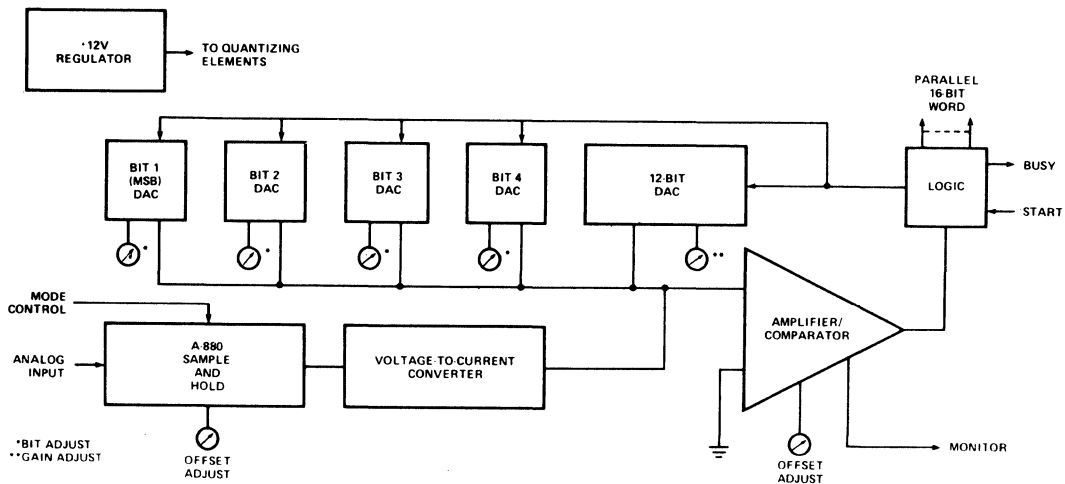 ·12V
REGULATOR
TO QUANTIZING
ELEMENTS
PARALLEL
16-BIT
WORD
BIT 1
(MSB)
DAC
BIT 2
DAC
BIT 3
DAC
BIT 4
DAC
12-BIT
DAC
LOGIC
BUSY
START
*
*
*
*
**
MODE
CONTROL
ANALOG
INPUT
A-880
SAMPLE
AND
HOLD
VOLTAGE-TO-CURRENT
CONVERTER
AMPLIFIER/
COMPARATOR
*BIT ADJUST
**GAIN ADJUST
OFFSET
ADJUST
OFFSET
ADJUST
MONITOR